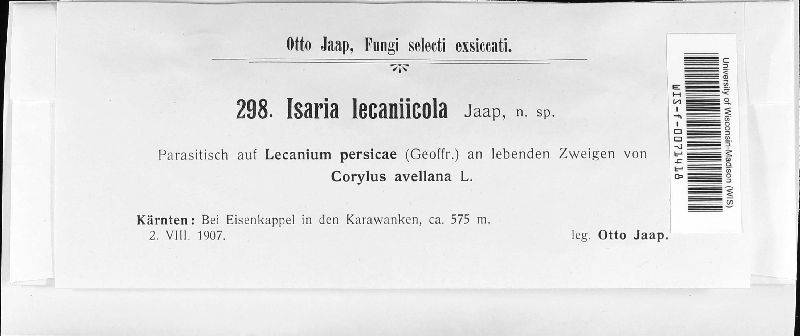 Otto Jaap, Fungi selecti exsiccati.
298. Isaria lecaniicola Jaap, n. sp.
Parasitisch auf Lecanium persicae (Geoffr.) an lebenden Zweigen von
Corylus avellana L.
Kärnten: Bei Eisenkappel in den Karawanken, ca. 575 m.
2. VIII. 1907.
leg. Otto Jaap.
University of Wisconsin-Madison (WIS)
WIS-f-0071418